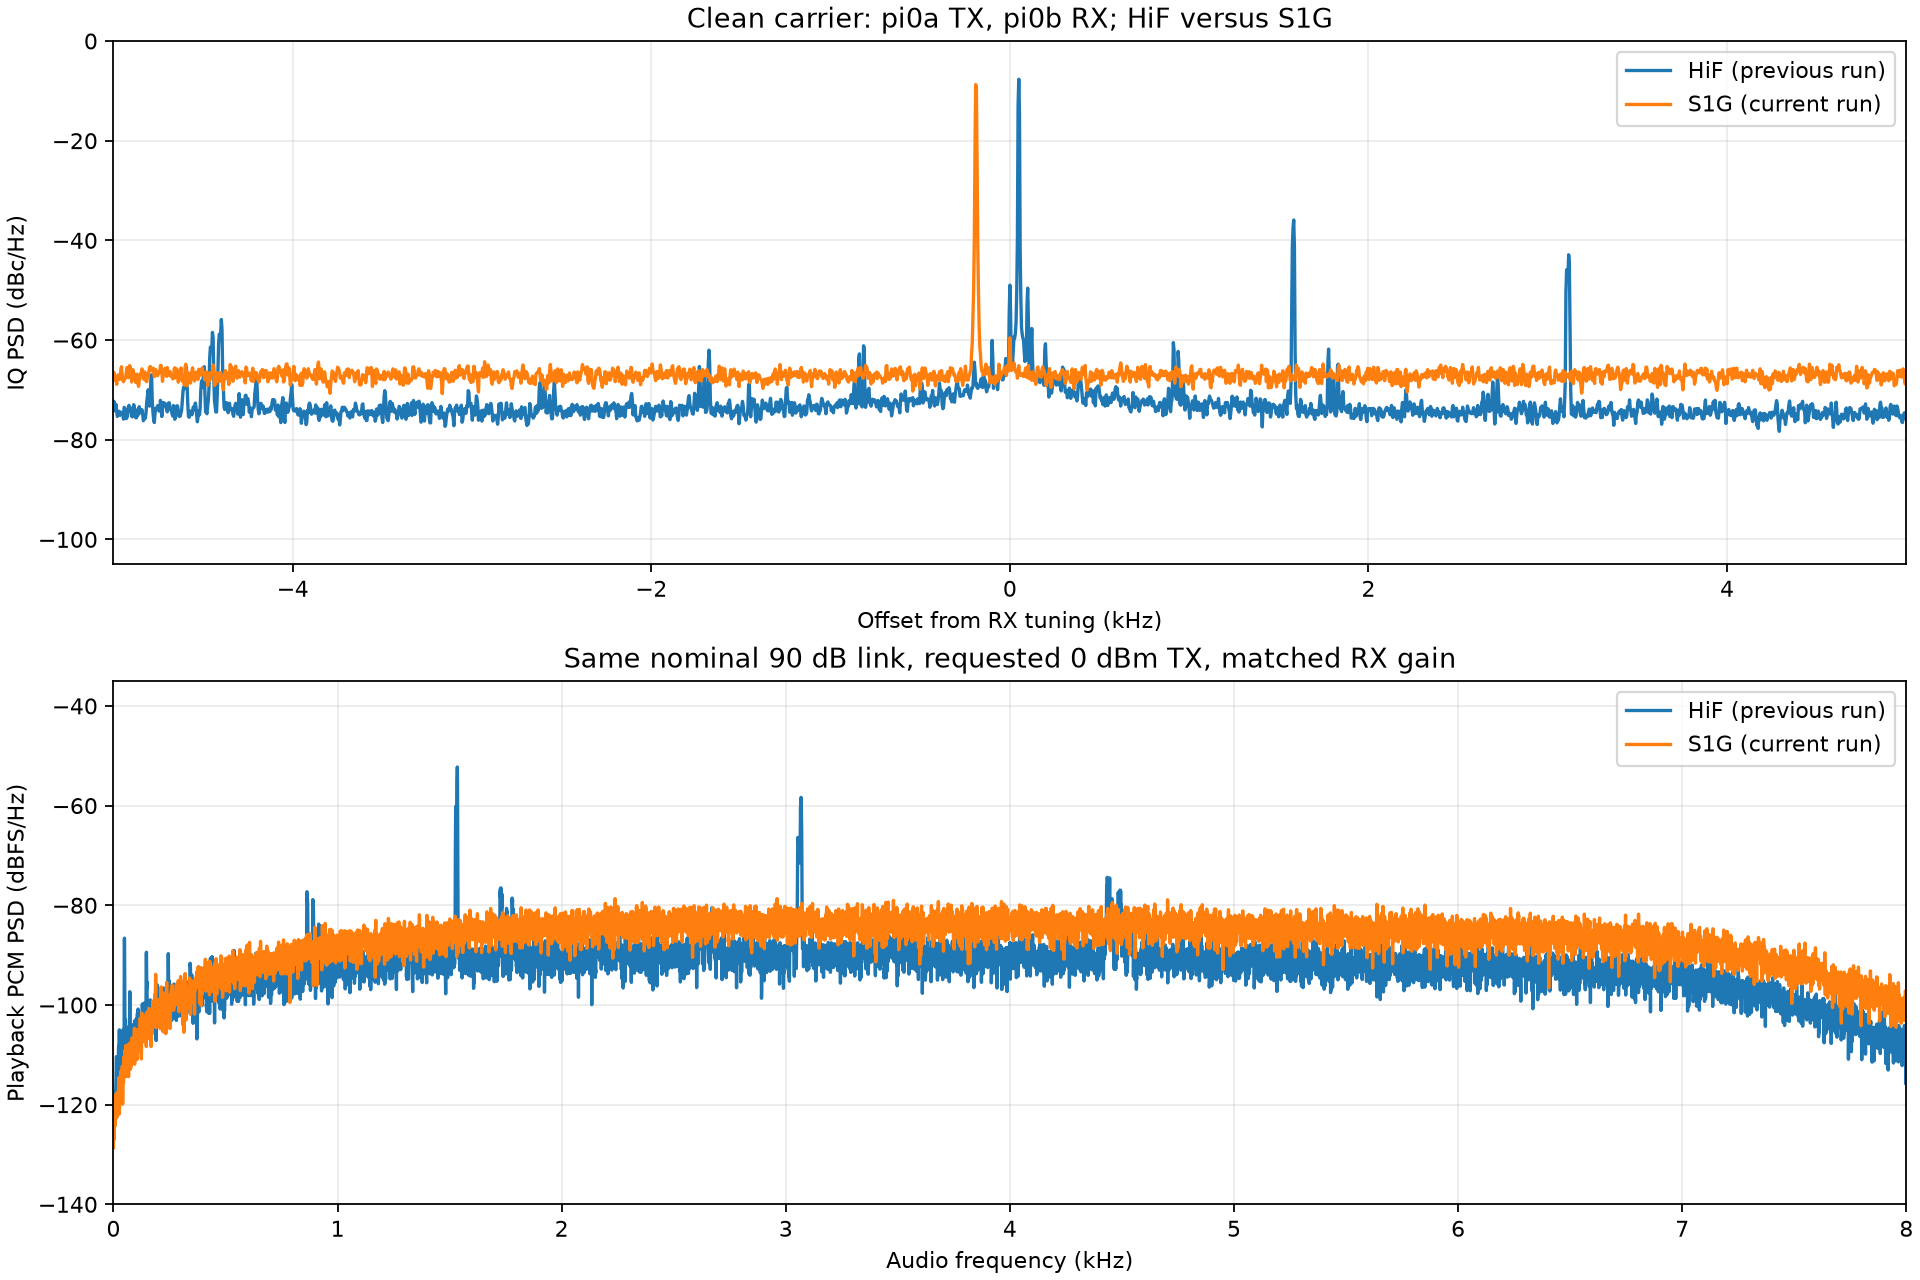 Clean carrier: pi0a TX, pi0b RX; HiF versus S1G
HiF (previous run)
S1G (current run)
IQ PSD (dBc/Hz)
0
−20
−40
−60
−80
−100
−4
−2
0
2
4
Offset from RX tuning (kHz)
Same nominal 90 dB link, requested 0 dBm TX, matched RX gain
HiF (previous run)
S1G (current run)
Playback PCM PSD (dBFS/Hz)
−40
−60
−80
−100
−120
−140
0
1
2
3
4
5
6
7
8
Audio frequency (kHz)